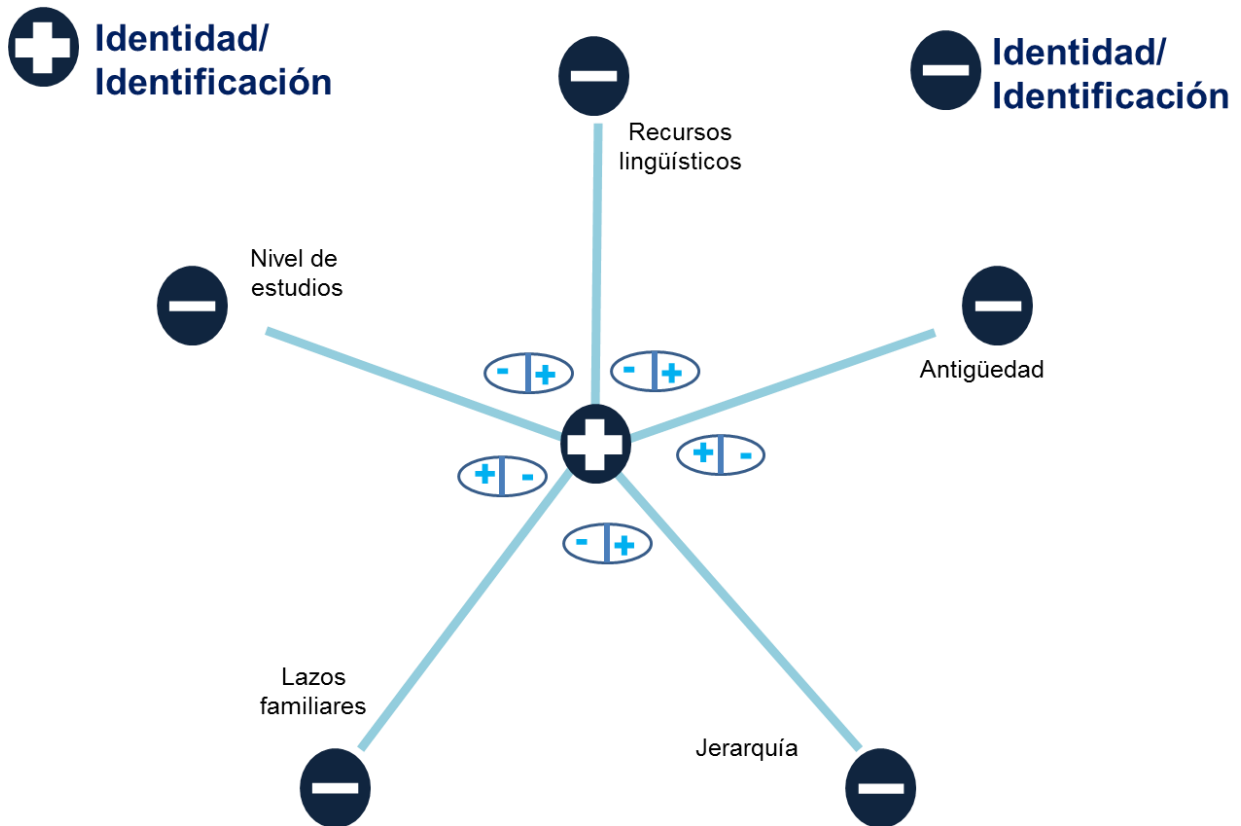 Identidad/
Identificación
Identidad/
Identificación
Recursos
lingüísticos
Nivel de
estudios
Antigüedad
- +
- +
+ -
+ -
- +
Lazos
familiares
Jerarquía